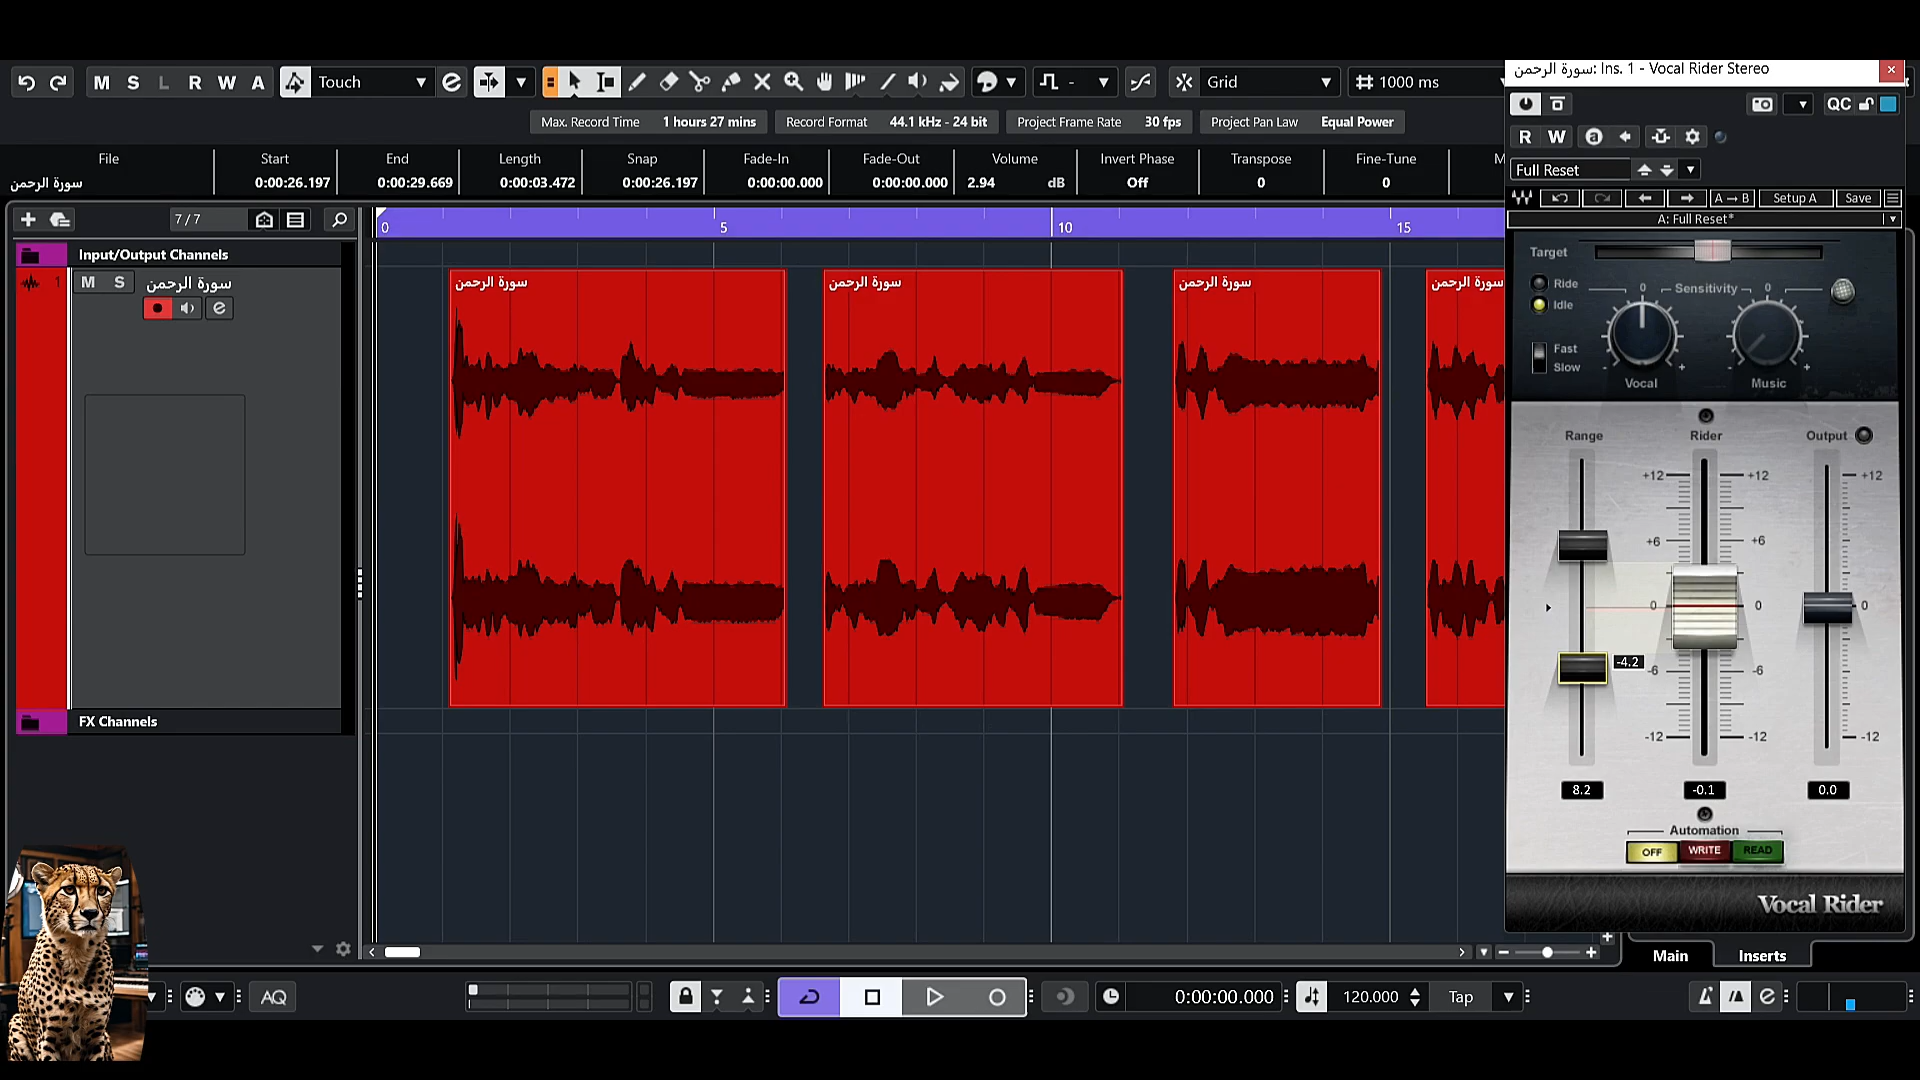 سورة الرحمن: Ins. 1 - Vocal Rider Stereo
M S L R W A Touch Grid 1000 ms
QC
Max. Record Time 1 hours 27 mins Record Format 44.1 kHz - 24 bit Project Frame Rate 30 fps Project Pan Law Equal Power
R W a
File Start End Length Snap Fade-In Fade-Out Volume Invert Phase Transpose Fine-Tune M
سورة الرحمن 0:00:26.197 0:00:29.669 0:00:03.472 0:00:26.197 0:00:00.000 0:00:00.000 2.94 dB Off 0 0
Full Reset
A → B Setup A Save
A: Full Reset*
7 / 7
0 5 10 15
Input/Output Channels
1 M S سورة الرحمن
سورة الرحمن سورة الرحمن سورة الرحمن سورة الرحمن
FX Channels
Target
Ride
Idle
0 Sensitivity 0
Fast
Slow
- + - +
Vocal Music
Range Rider Output
+12 +12 +12
+6 +6
0 0 0
-4.2 -6 -6
-12 -12 -12
8.2 -0.1 0.0
Automation
OFF WRITE READ
Vocal Rider
Main Inserts
AQ 0:00:00.000 120.000 Tap